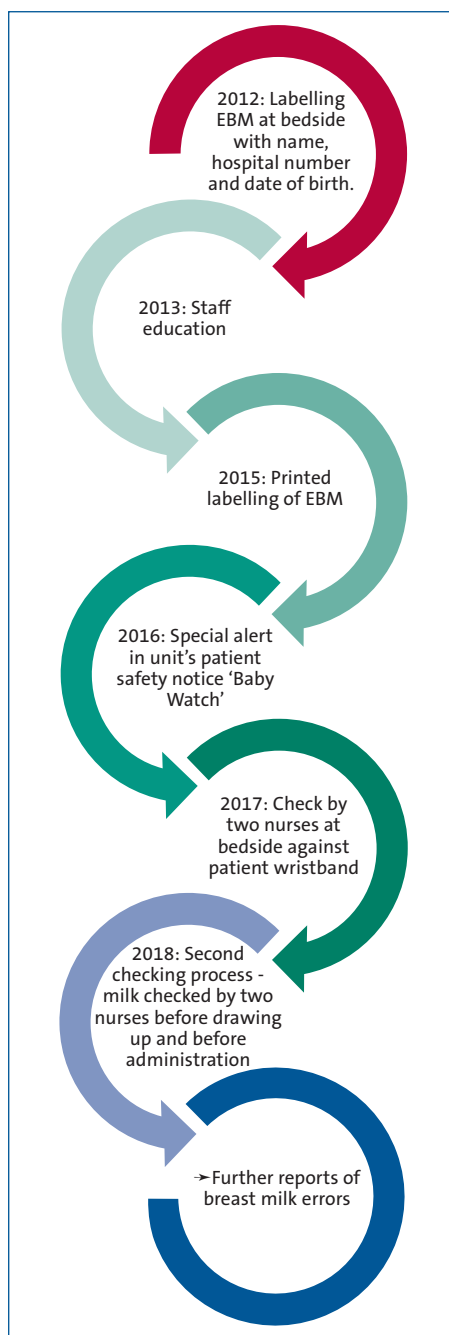 2012: Labelling
EBM at bedside
with name,
hospital number
and date of birth.
2013: Staff
education
2015: Printed
labelling of EBM
2016: Special alert
in unit’s patient
safety notice ‘Baby
Watch’
2017: Check by
two nurses at
bedside against
patient wristband
2018: Second
checking process -
milk checked by two
nurses before drawing
up and before
administration
➛Further reports of
breast milk errors